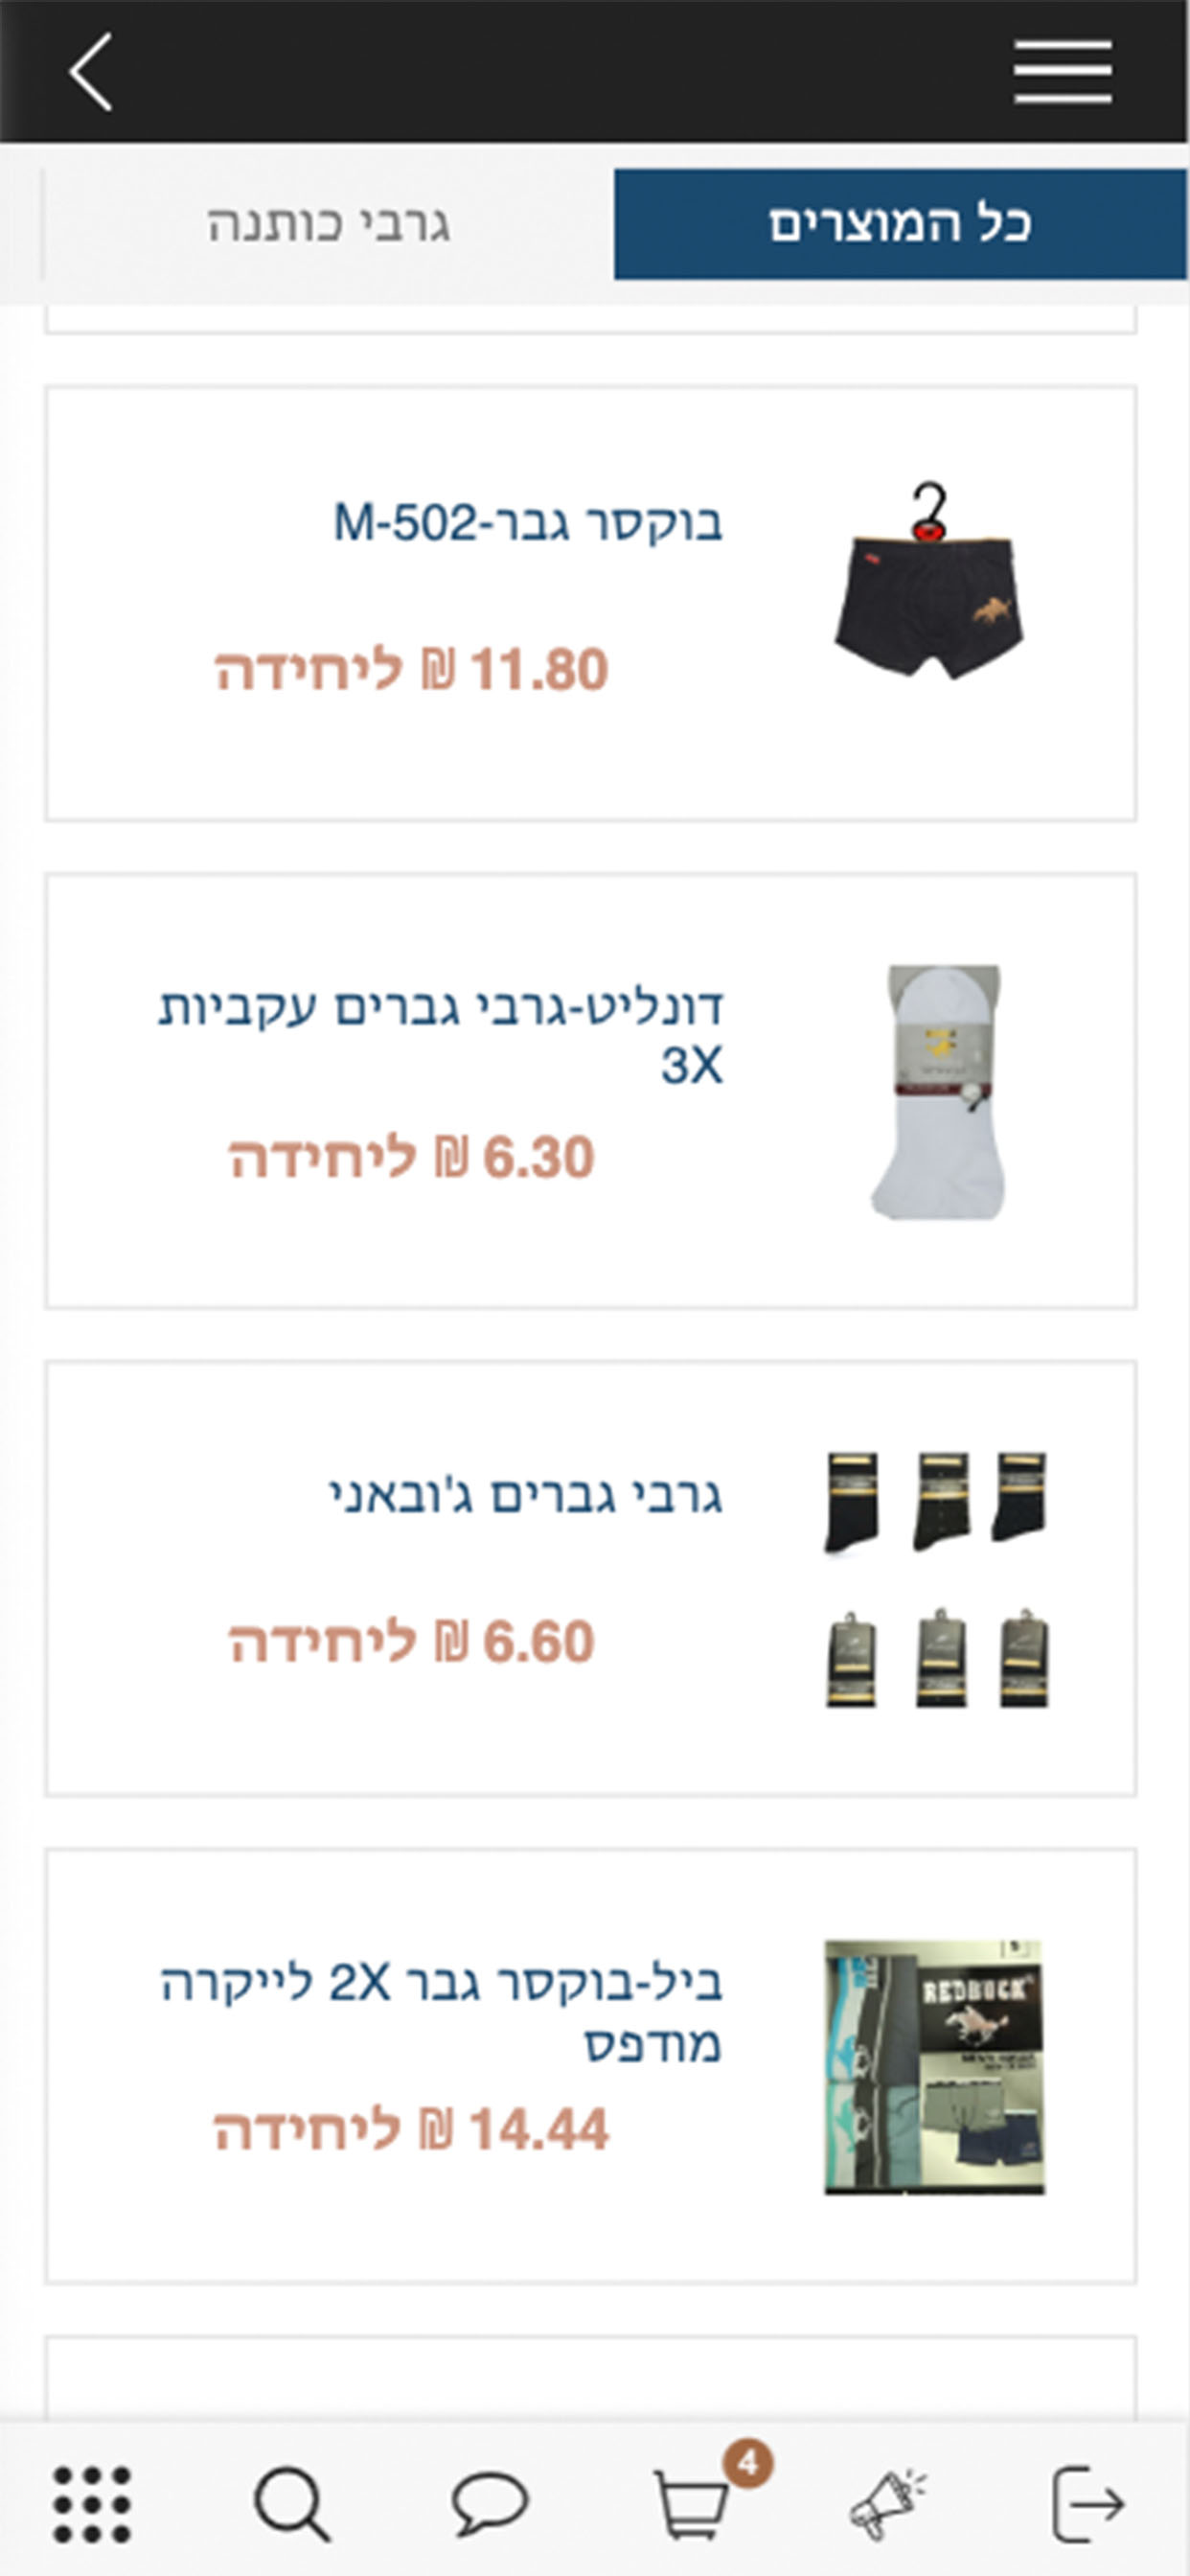 כל המוצרים
גרבי כותנה
בוקסר גבר-M-502
11.80 ₪ ליחידה
דונליט-גרבי גברים עקביות
3X
6.30 ₪ ליחידה
גרבי גברים ג'ובאני
6.60 ₪ ליחידה
ביל-בוקסר גבר 2X לייקרה
מודפס
14.44 ₪ ליחידה
REDBUCK
4